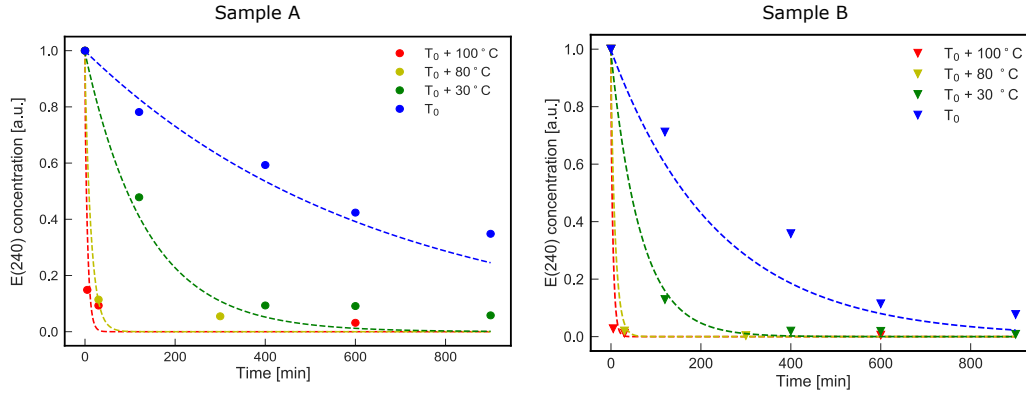 Sample A
E(240) concentration [a.u.]
1.0
0.8
0.6
0.4
0.2
0.0
T₀ + 100°C
T₀ + 80°C
T₀ + 30°C
T₀
0
200
400
600
800
Time [min]
Sample B
E(240) concentration [a.u.]
1.0
0.8
0.6
0.4
0.2
0.0
T₀ + 100°C
T₀ + 80 °C
T₀ + 30 °C
T₀
0
200
400
600
800
Time [min]